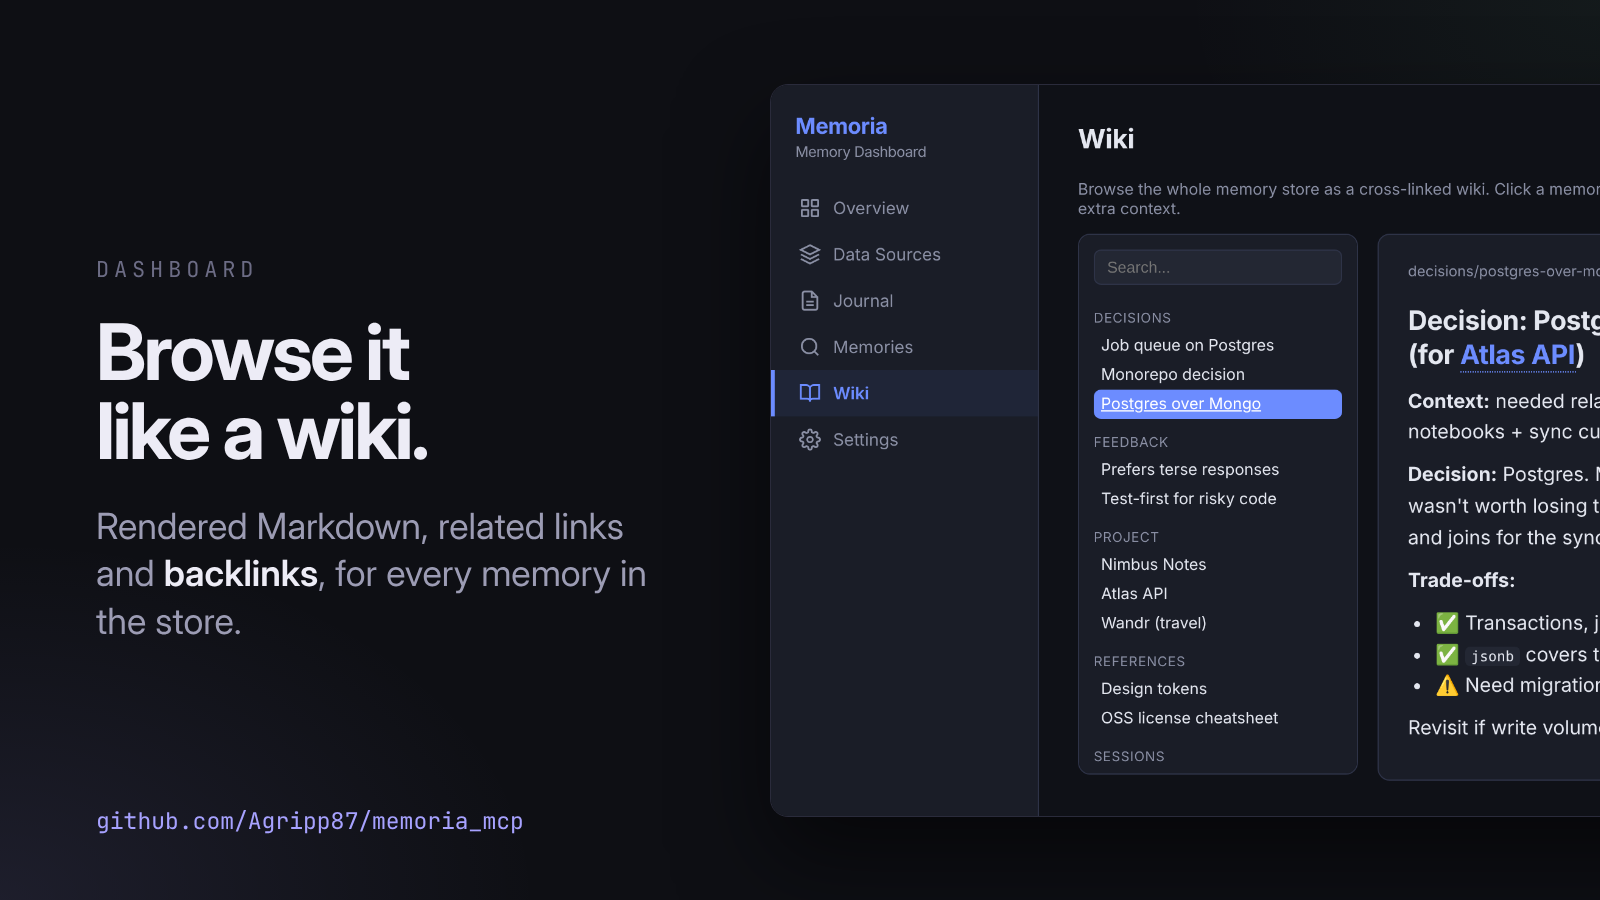 DASHBOARD
Browse it
like a wiki.
Rendered Markdown, related links
and backlinks, for every memory in
the store.
github.com/Agripp87/memoria_mcp
Memoria
Memory Dashboard
Overview
Data Sources
Journal
Memories
Wiki
Settings
Wiki
Browse the whole memory store as a cross-linked wiki. Click a memor
extra context.
Search...
DECISIONS
Job queue on Postgres
Monorepo decision
Postgres over Mongo
FEEDBACK
Prefers terse responses
Test-first for risky code
PROJECT
Nimbus Notes
Atlas API
Wandr (travel)
REFERENCES
Design tokens
OSS license cheatsheet
SESSIONS
decisions/postgres-over-mo
Decision: Postg
(for Atlas API)
Context: needed rela
notebooks + sync cu
Decision: Postgres. M
wasn't worth losing t
and joins for the sync
Trade-offs:
• ✅ Transactions, j
• ✅ jsonb covers t
• ⚠️ Need migration
Revisit if write volume